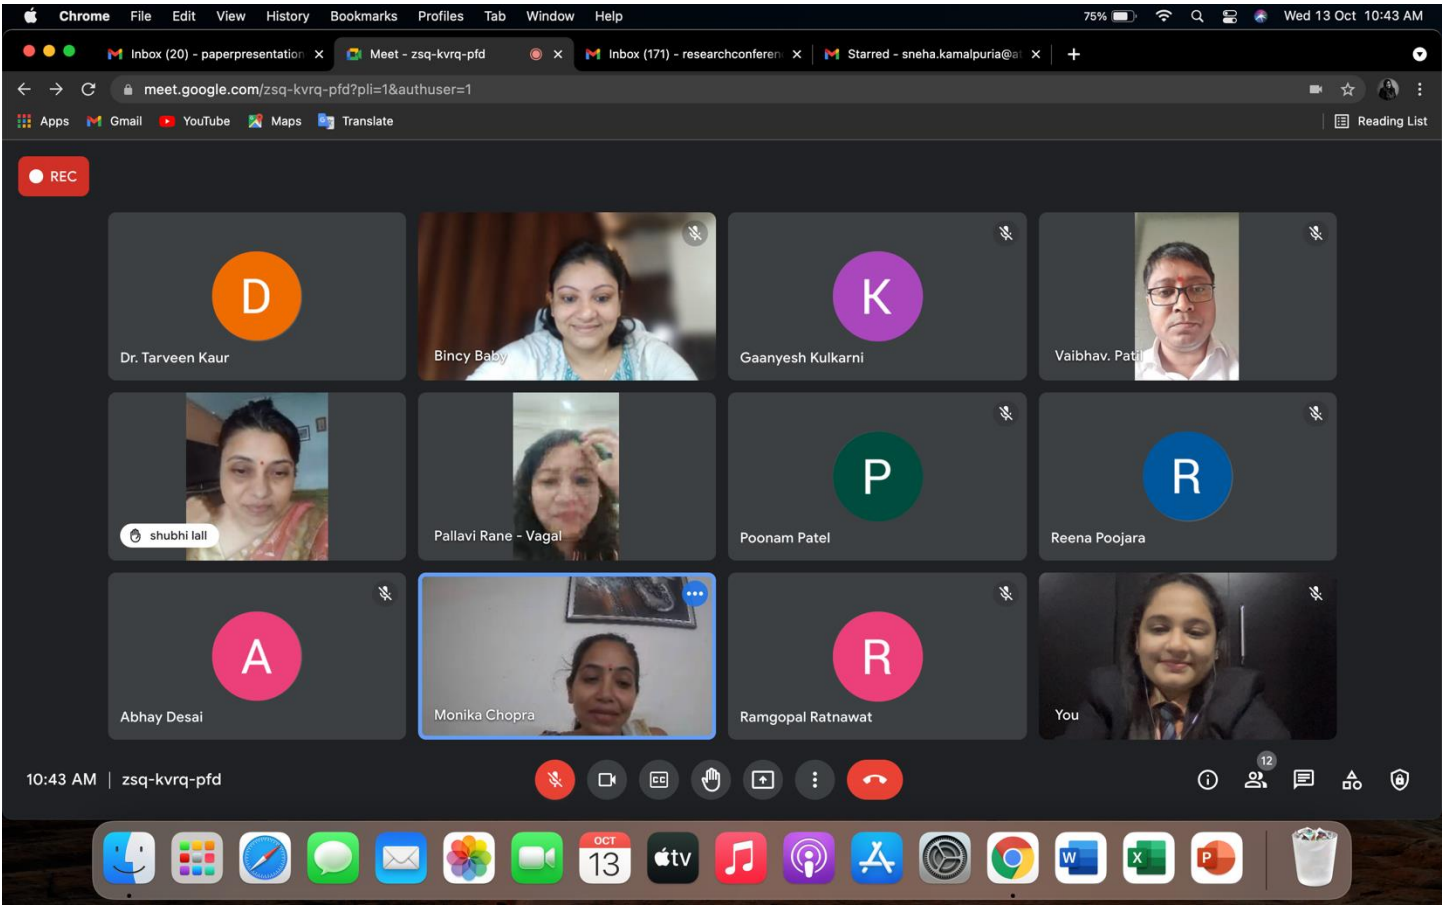 Chrome File Edit View History Bookmarks Profiles Tab Window Help 75% Wed 13 Oct 10:43 AM
Inbox (20) - paperpresentation Meet - zsq-kvrq-pfd Inbox (171) - researchconferen Starred - sneha.kamalpuria@at
meet.google.com/zsq-kvrq-pfd?pli=1&authuser=1
Apps Gmail YouTube Maps Translate Reading List
REC
D K
Dr. Tarveen Kaur Bincy Baby Gaanyesh Kulkarni Vaibhav. Patil
P R
shubhi lall Pallavi Rane - Vagal Poonam Patel Reena Poojara
A R
Abhay Desai Monika Chopra Ramgopal Ratnawat You
10:43 AM | zsq-kvrq-pfd CC 12
OCT
13 tv W X P